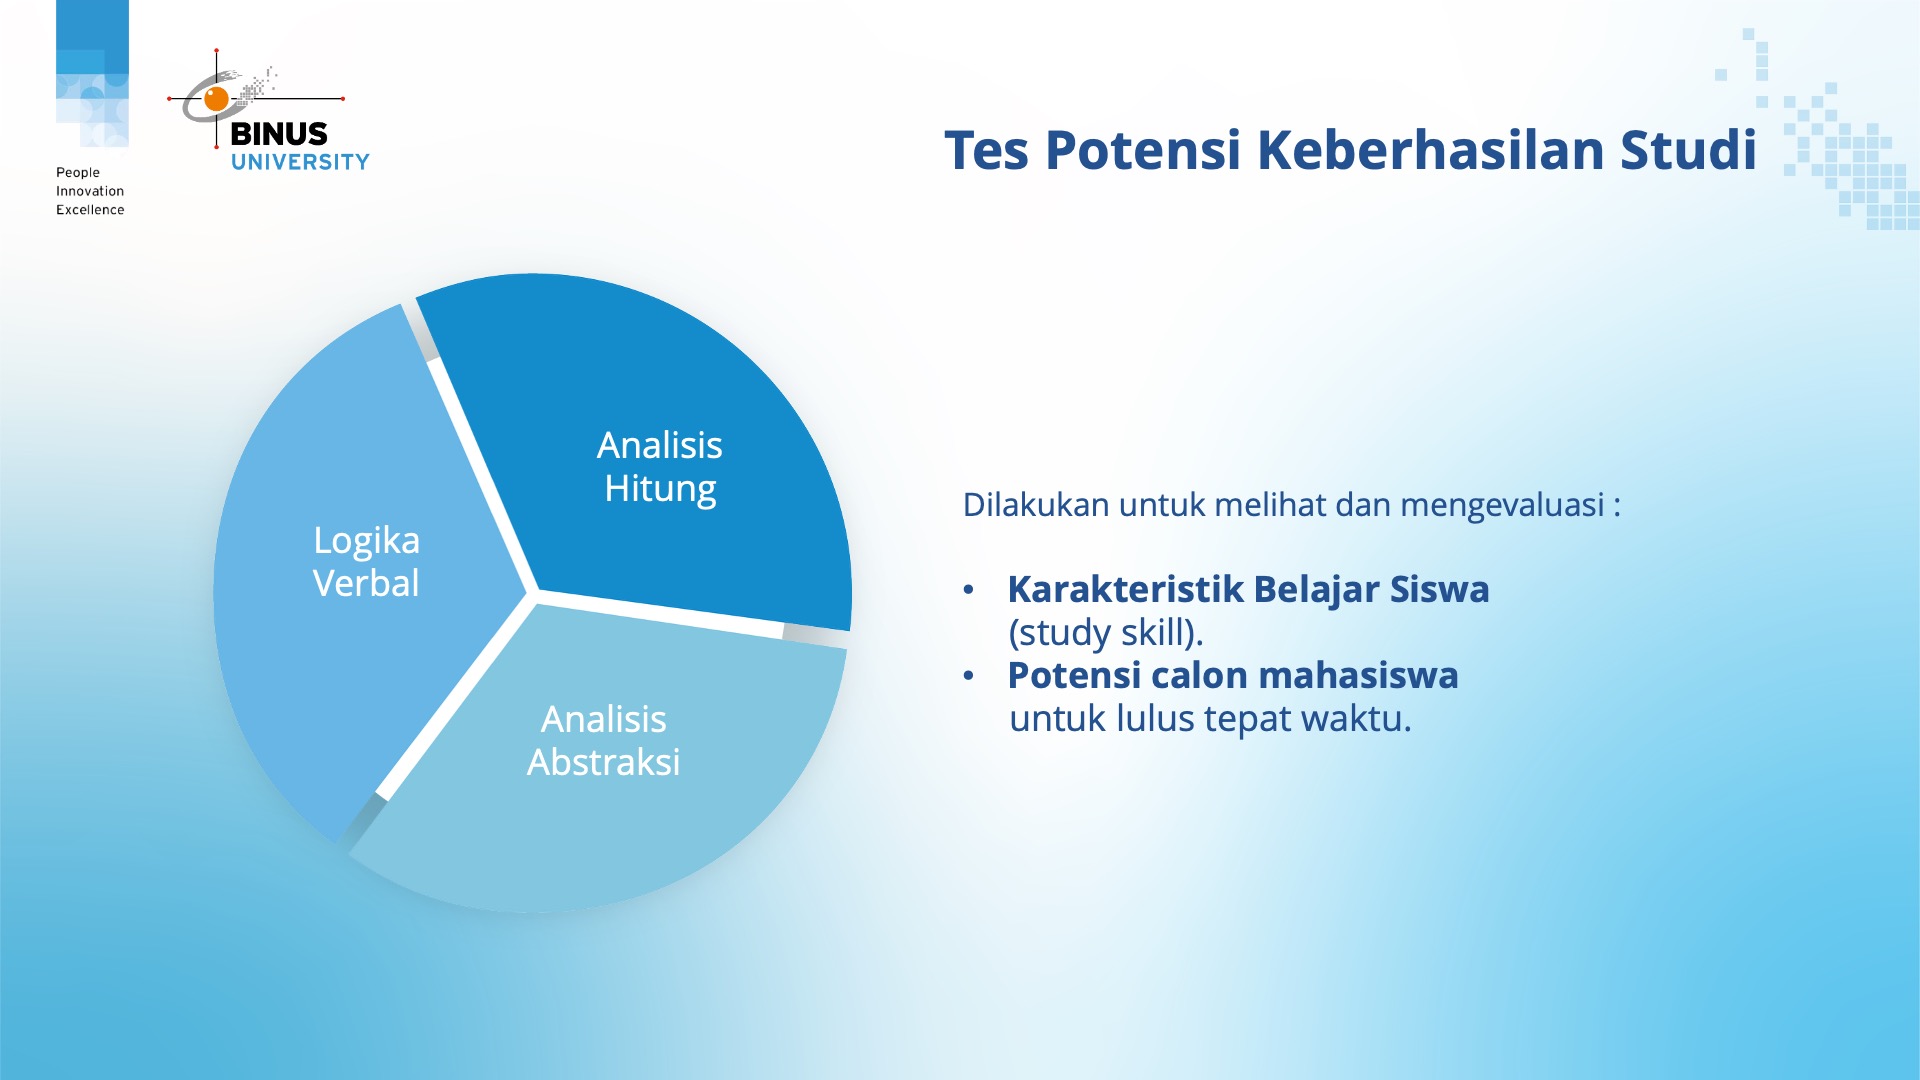 People
Innovation
Excellence
BINUS
UNIVERSITY
Tes Potensi Keberhasilan Studi
Analisis
Hitung
Logika
Verbal
Analisis
Abstraksi
Dilakukan untuk melihat dan mengevaluasi :
• Karakteristik Belajar Siswa
(study skill).
• Potensi calon mahasiswa
untuk lulus tepat waktu.